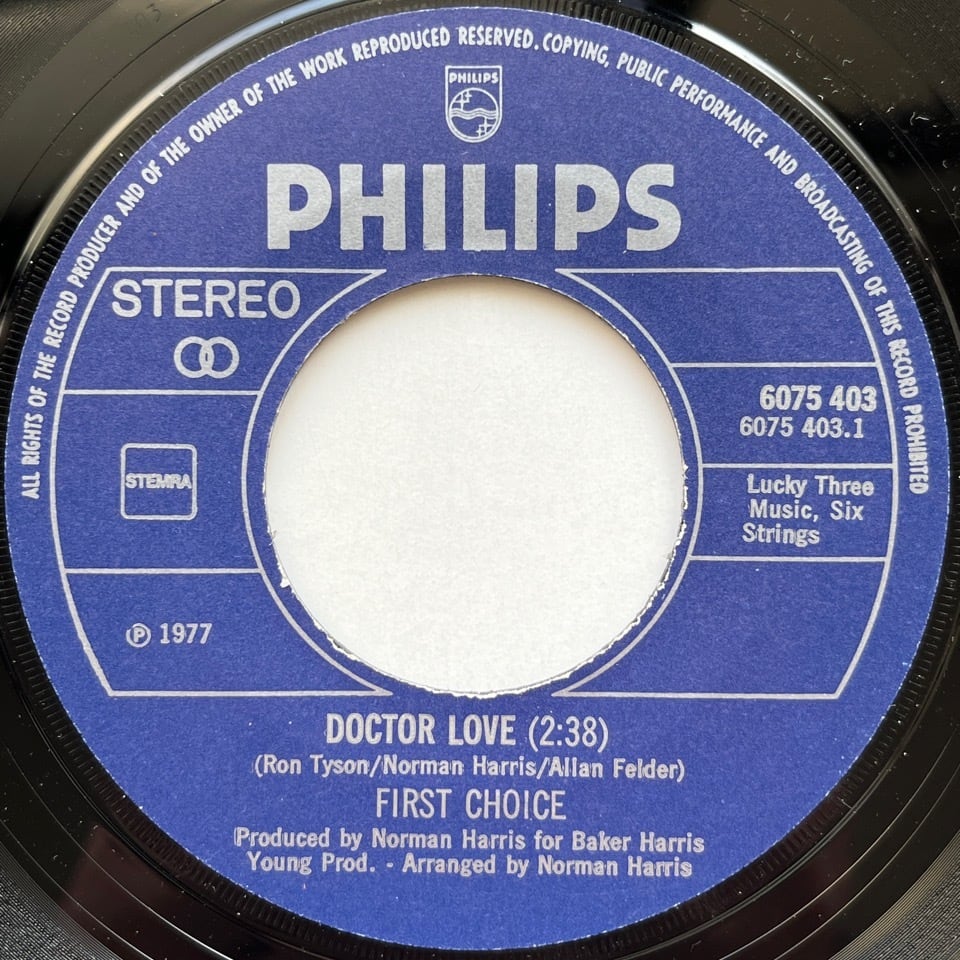 ALL RIGHTS OF THE RECORD PRODUCER AND OF THE OWNER OF THE WORK REPRODUCED RESERVED. COPYING, PUBLIC PERFORMANCE AND BROADCASTING OF THIS RECORD PROHIBITED
PHILIPS
PHILIPS
STEREO
6075 403
6075 403.1
STEMRA
Lucky Three
Music, Six
Strings
℗ 1977
DOCTOR LOVE (2:38)
(Ron Tyson/Norman Harris/Allan Felder)
FIRST CHOICE
Produced by Norman Harris for Baker Harris
Young Prod. - Arranged by Norman Harris